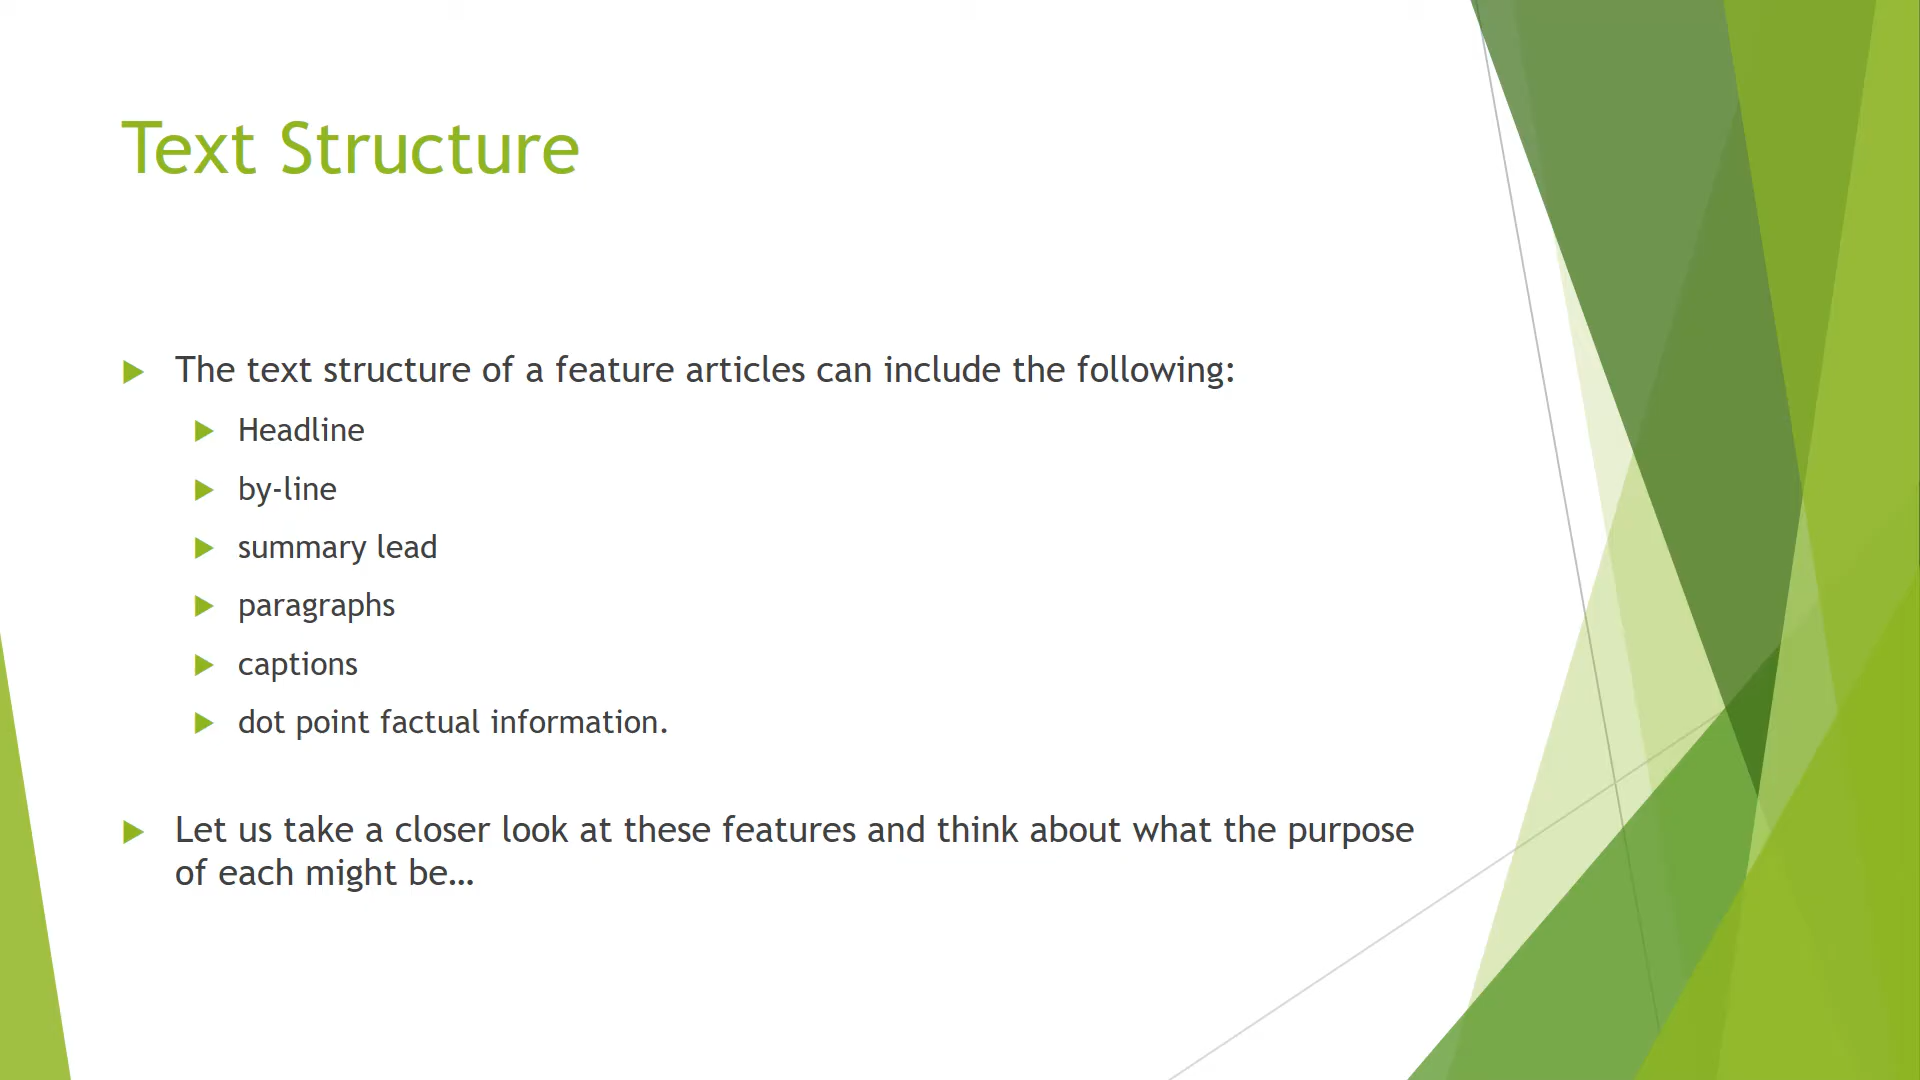 Text Structure
The text structure of a feature articles can include the following:
Headline
by-line
summary lead
paragraphs
captions
dot point factual information.
Let us take a closer look at these features and think about what the purpose
of each might be…